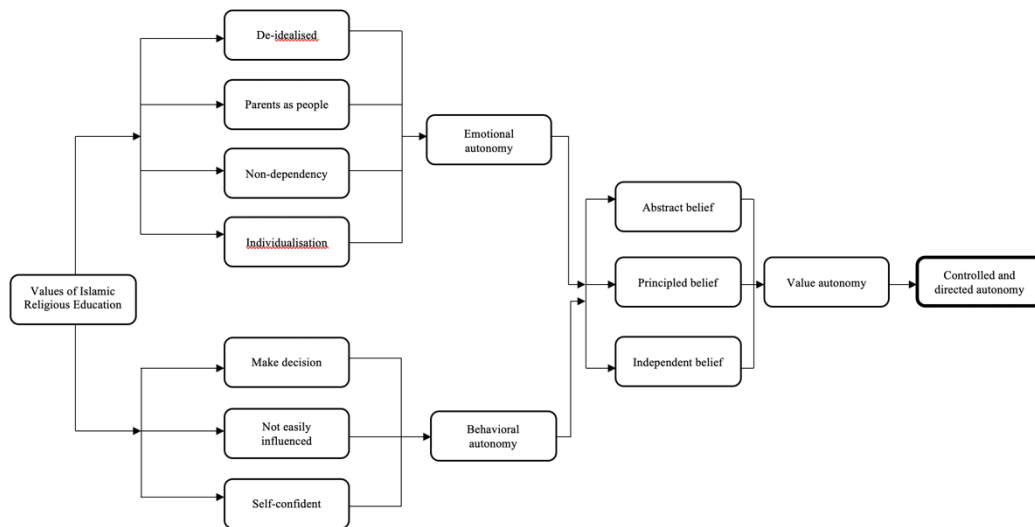 De-idealised
Parents as people
Non-dependency
Individualisation
Emotional
autonomy
Values of Islamic
Religious Education
Make decision
Not easily
influenced
Self-confident
Behavioral
autonomy
Abstract belief
Principled belief
Independent belief
Value autonomy
Controlled and
directed autonomy